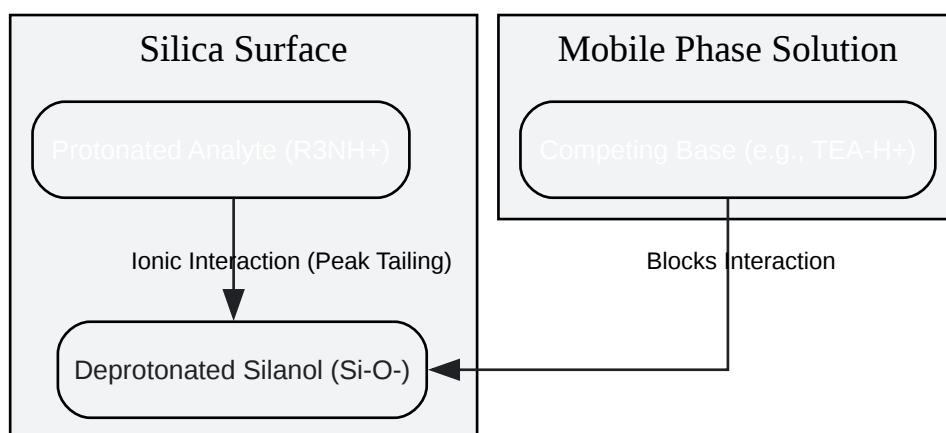 Silica Surface
Mobile Phase Solution
Protonated Analyte (R3NH+)
Competing Base (e.g., TEA-H+)
Ionic Interaction (Peak Tailing)
Blocks Interaction
Deprotonated Silanol (Si-O-)